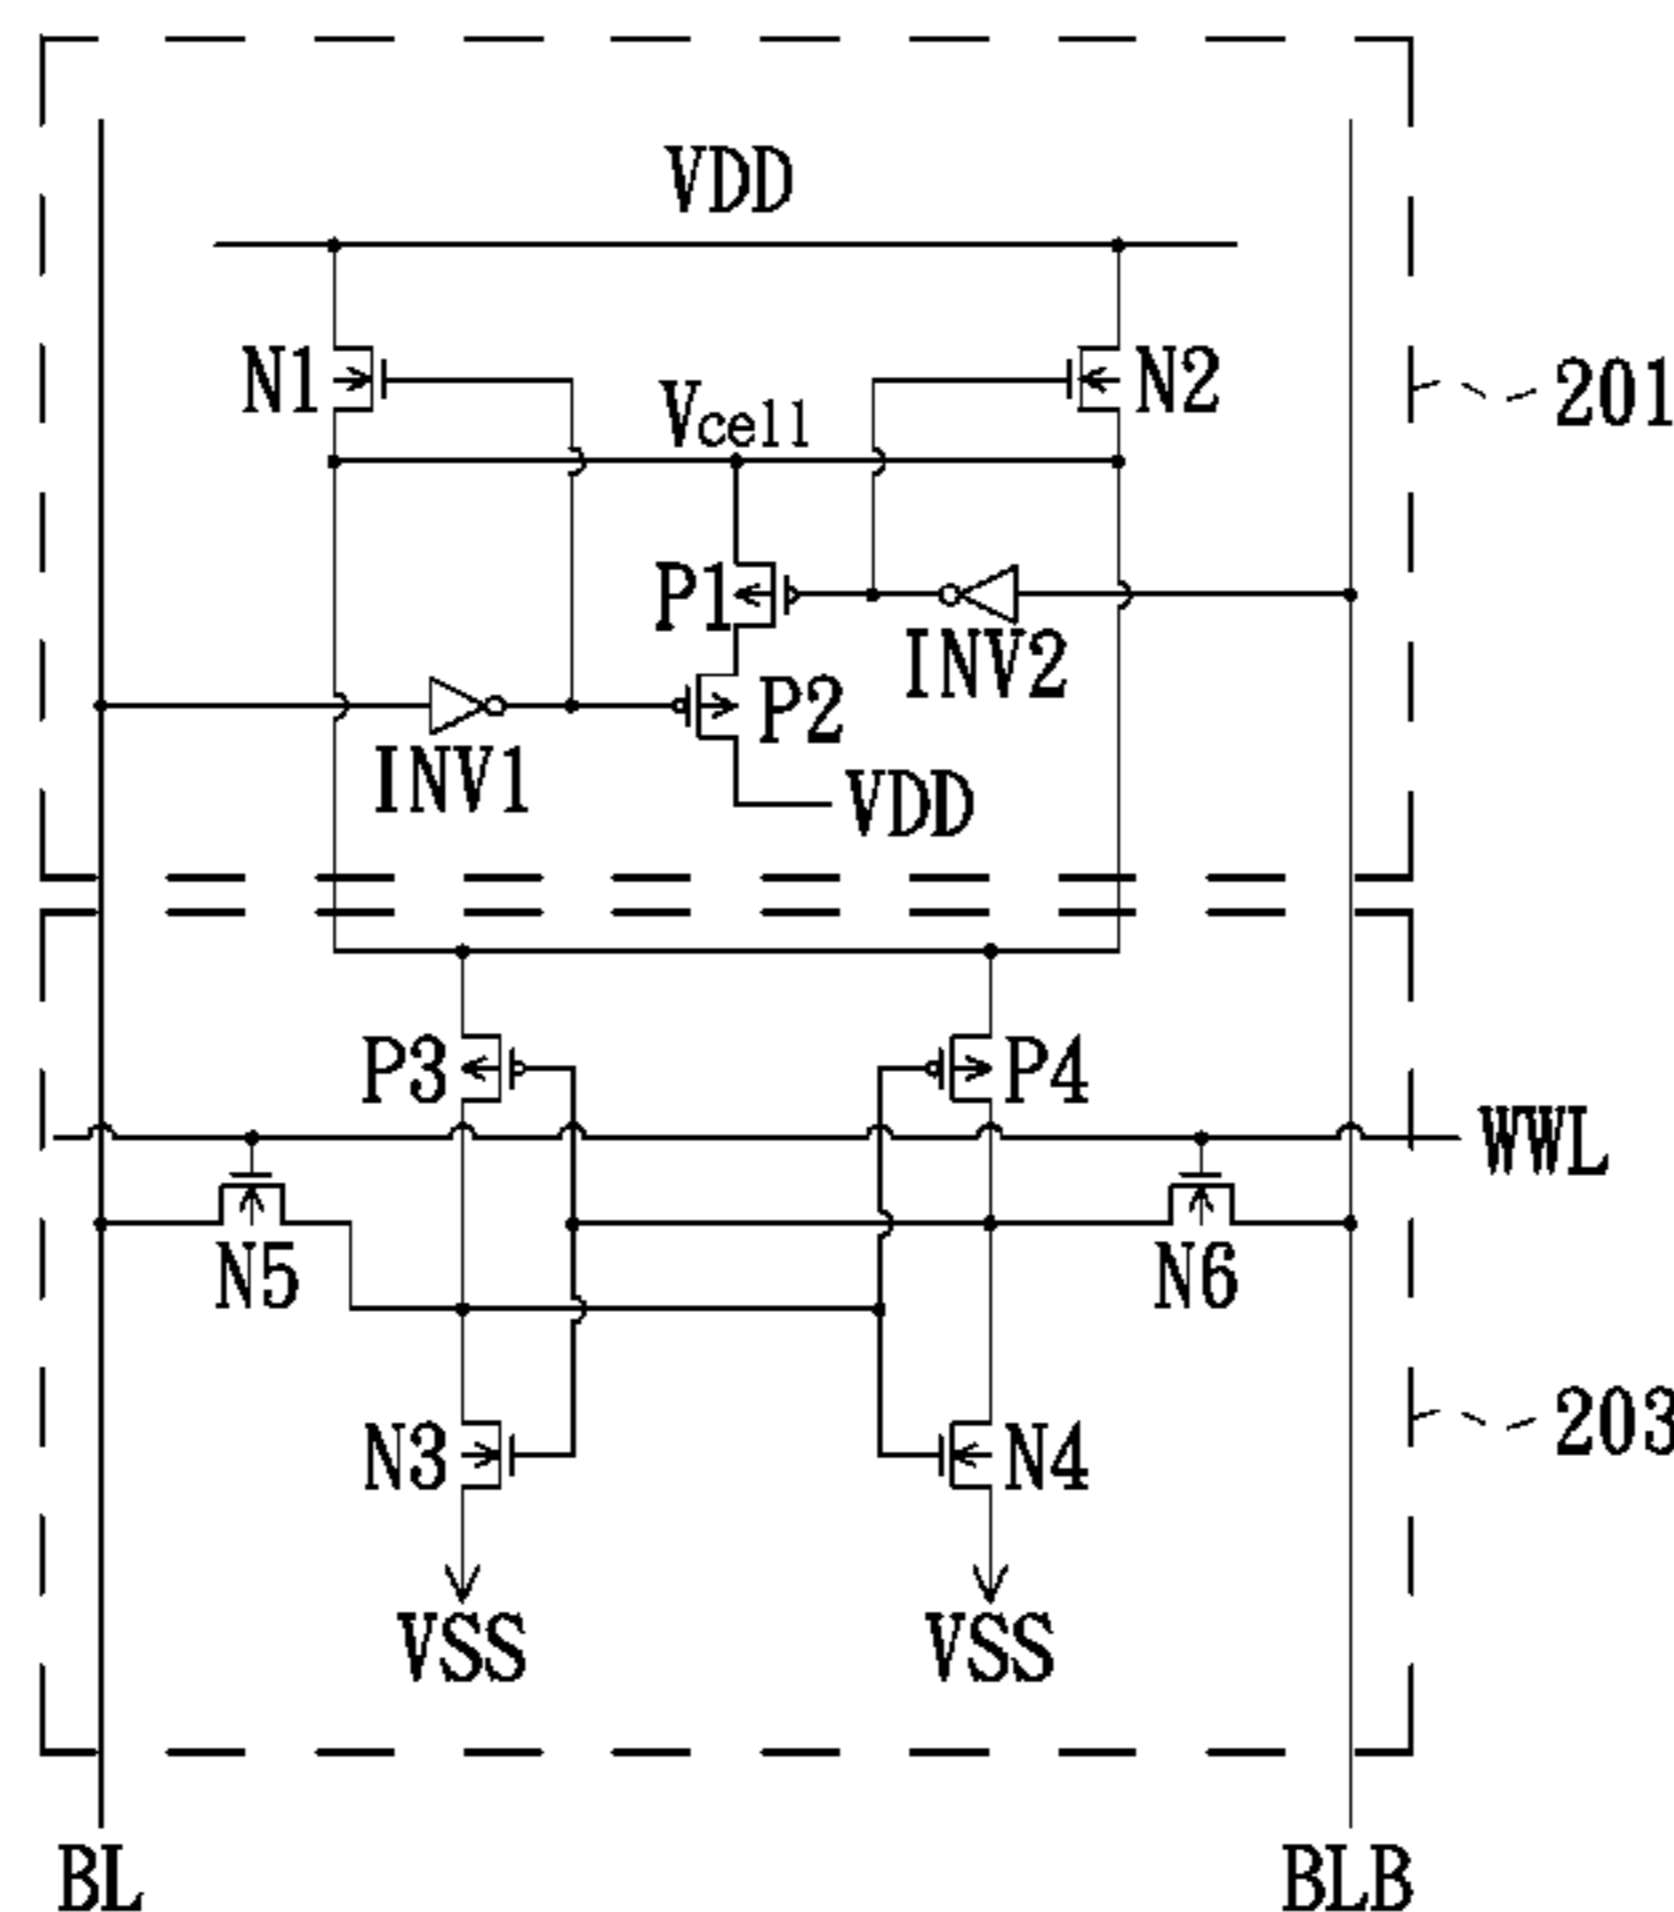 VDD
N1
N2
201
Vcell
P1
INV2
P2
INV1
VDD
P3
P4
WWL
N5
N6
203
N3
N4
VSS
VSS
BL
BLB